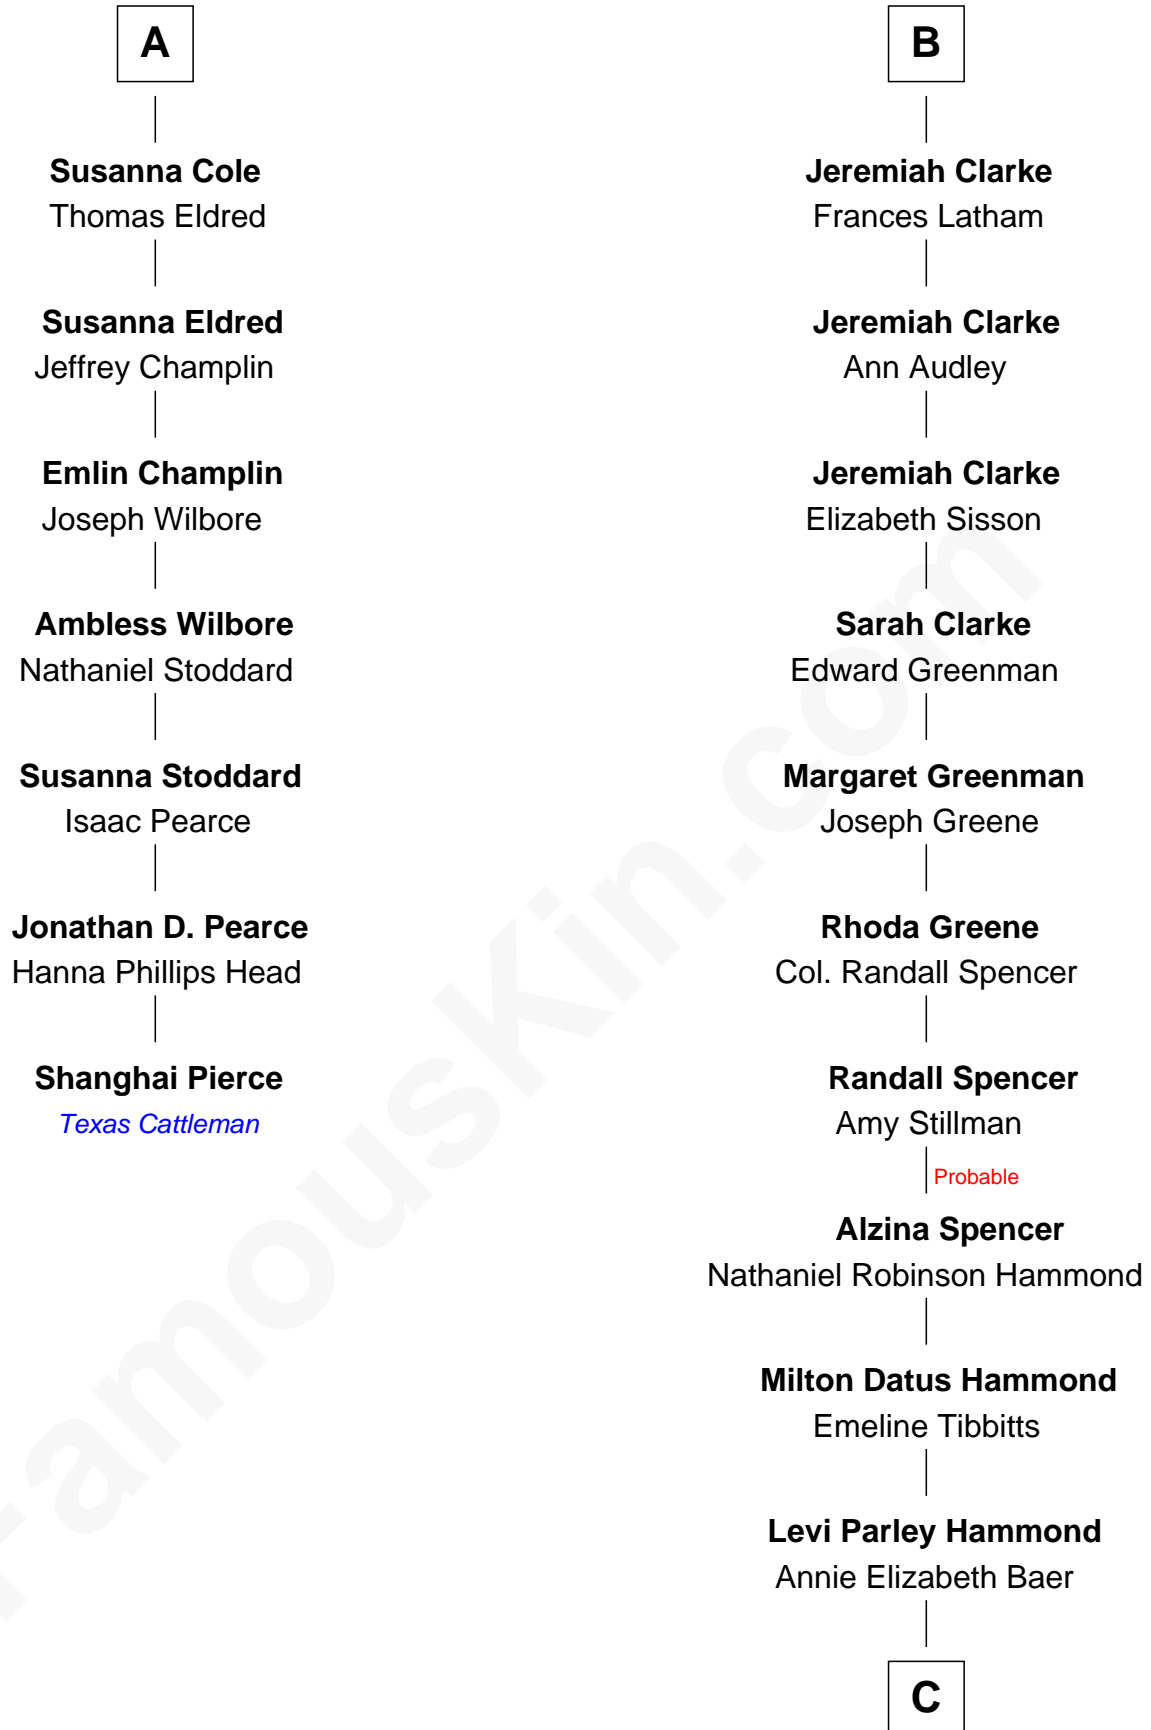 A
Susanna Cole
Thomas Eldred
Susanna Eldred
Jeffrey Champlin
Emlin Champlin
Joseph Wilbore
Ambless Wilbore
Nathaniel Stoddard
Susanna Stoddard
Isaac Pearce
Jonathan D. Pearce
Hanna Phillips Head
Shanghai Pierce
Texas Cattleman
B
Jeremiah Clarke
Frances Latham
Jeremiah Clarke
Ann Audley
Jeremiah Clarke
Elizabeth Sisson
Sarah Clarke
Edward Greenman
Margaret Greenman
Joseph Greene
Rhoda Greene
Col. Randall Spencer
Randall Spencer
Amy Stillman
Probable
Alzina Spencer
Nathaniel Robinson Hammond
Milton Datus Hammond
Emeline Tibbitts
Levi Parley Hammond
Annie Elizabeth Baer
C
FamousKin.com